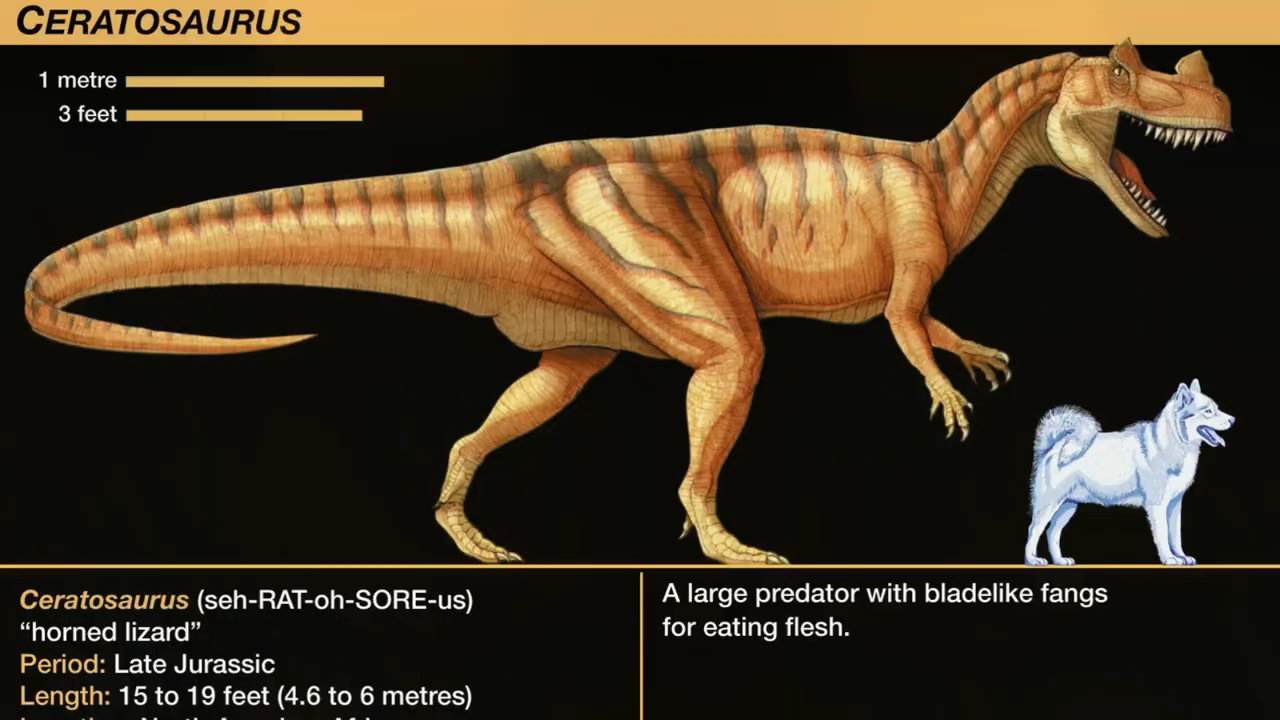 CERATOSAURUS
1 metre
3 feet
Ceratosaurus (seh-RAT-oh-SORE-us)
“horned lizard”
Period: Late Jurassic
Length: 15 to 19 feet (4.6 to 6 metres)
A large predator with bladelike fangs
for eating flesh.